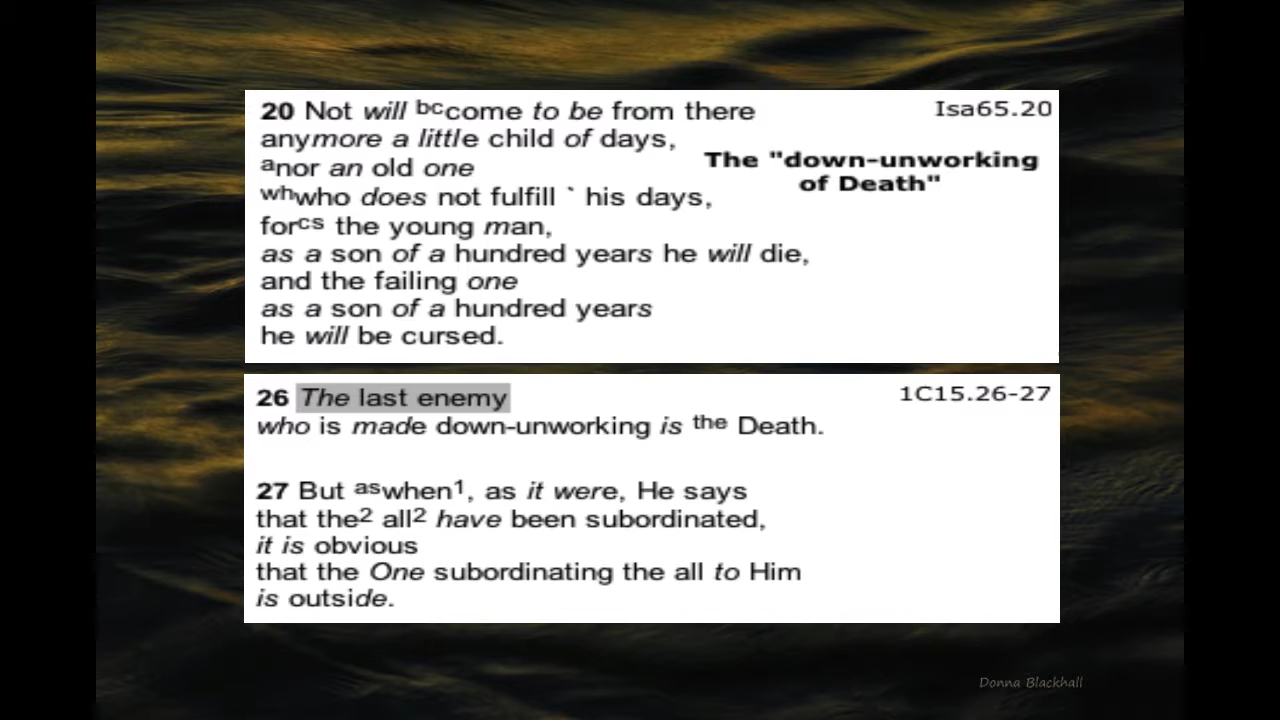 20 Not will bccome to be from there
Isa65.20
anymore a little child of days,
The "down-unworking
of Death"
anor an old one
whwho does not fulfill ` his days,
forcs the young man,
as a son of a hundred years he will die,
and the failing one
as a son of a hundred years
he will be cursed.
26 The last enemy
1C15.26-27
who is made down-unworking is the Death.
27 But aswhen1, as it were, He says
that the2 all2 have been subordinated,
it is obvious
that the One subordinating the all to Him
is outside.
Donna Blackhall